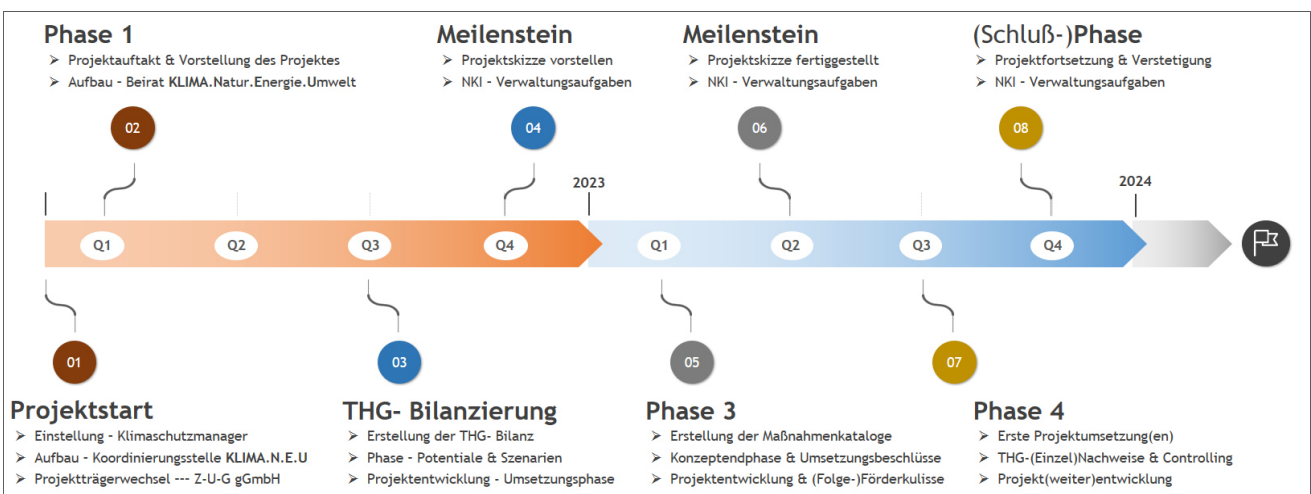 Phase 1
Projektauftakt & Vorstellung des Projektes
Aufbau - Beirat KLIMA.Natur.Energie.Umwelt
02
Meilenstein
Projektskizze vorstellen
NKI - Verwaltungsaufgaben
04
Meilenstein
Projektskizze fertiggestellt
NKI - Verwaltungsaufgaben
06
(Schluß-)Phase
Projektfortsetzung & Verstetigung
NKI - Verwaltungsaufgaben
08
2023
2024
Q1
Q2
Q3
Q4
Q1
Q2
Q3
Q4
01
Projektstart
Einstellung - Klimaschutzmanager
Aufbau - Koordinierungsstelle KLIMA.N.E.U
Projektträgerwechsel --- Z-U-G gGmbH
03
THG- Bilanzierung
Erstellung der THG- Bilanz
Phase - Potentiale & Szenarien
Projektentwicklung - Umsetzungsphase
05
Phase 3
Erstellung der Maßnahmenkataloge
Konzeptendphase & Umsetzungsbeschlüsse
Projektentwicklung & (Folge-)Förderkulisse
07
Phase 4
Erste Projektumsetzung(en)
THG-(Einzel)Nachweise & Controlling
Projekt(weiter)entwicklung